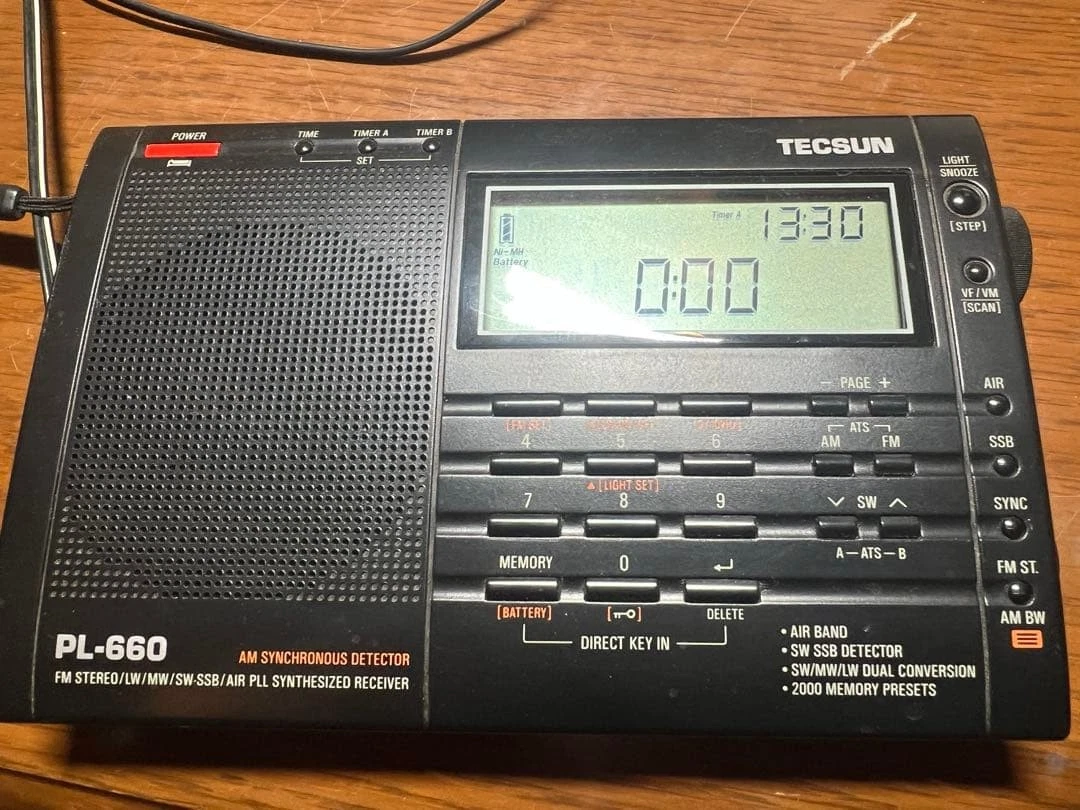 POWER
TIME TIMER A TIMER B
SET
TECSUN
LIGHT
SNOOZE
[STEP]
VF / VM
[SCAN]
Timer A 13:30
Ni-MH
Battery
0:00
− PAGE +
AIR
[FM SET]
4 5 6
ATS
AM FM
SSB
▲ [LIGHT SET]
7 8 9
SW
SYNC
A — ATS — B
MEMORY 0
FM ST.
[BATTERY] DELETE
AM BW
DIRECT KEY IN
• AIR BAND
• SW SSB DETECTOR
• SW/MW/LW DUAL CONVERSION
• 2000 MEMORY PRESETS
PL-660
AM SYNCHRONOUS DETECTOR
FM STEREO/LW/MW/SW-SSB/AIR PLL SYNTHESIZED RECEIVER